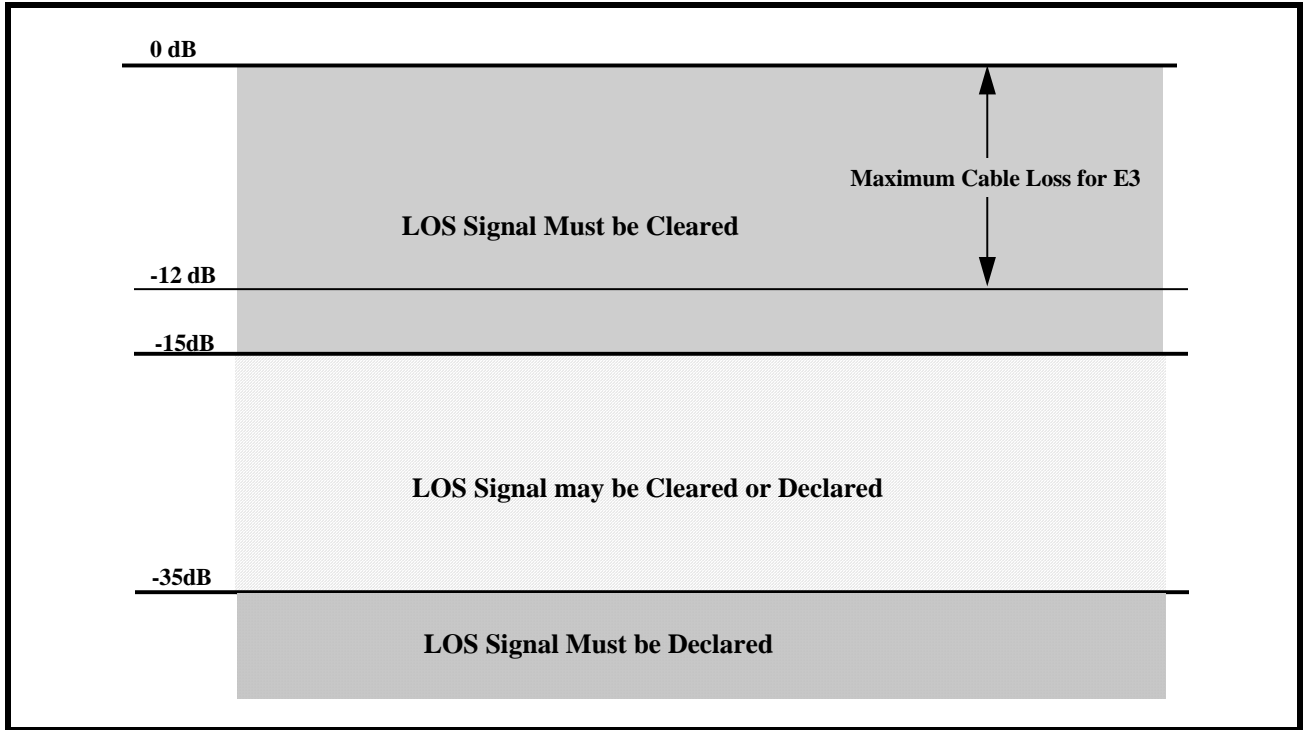 0 dB
Maximum Cable Loss for E3
LOS Signal Must be Cleared
-12 dB
-15dB
LOS Signal may be Cleared or Declared
-35dB
LOS Signal Must be Declared